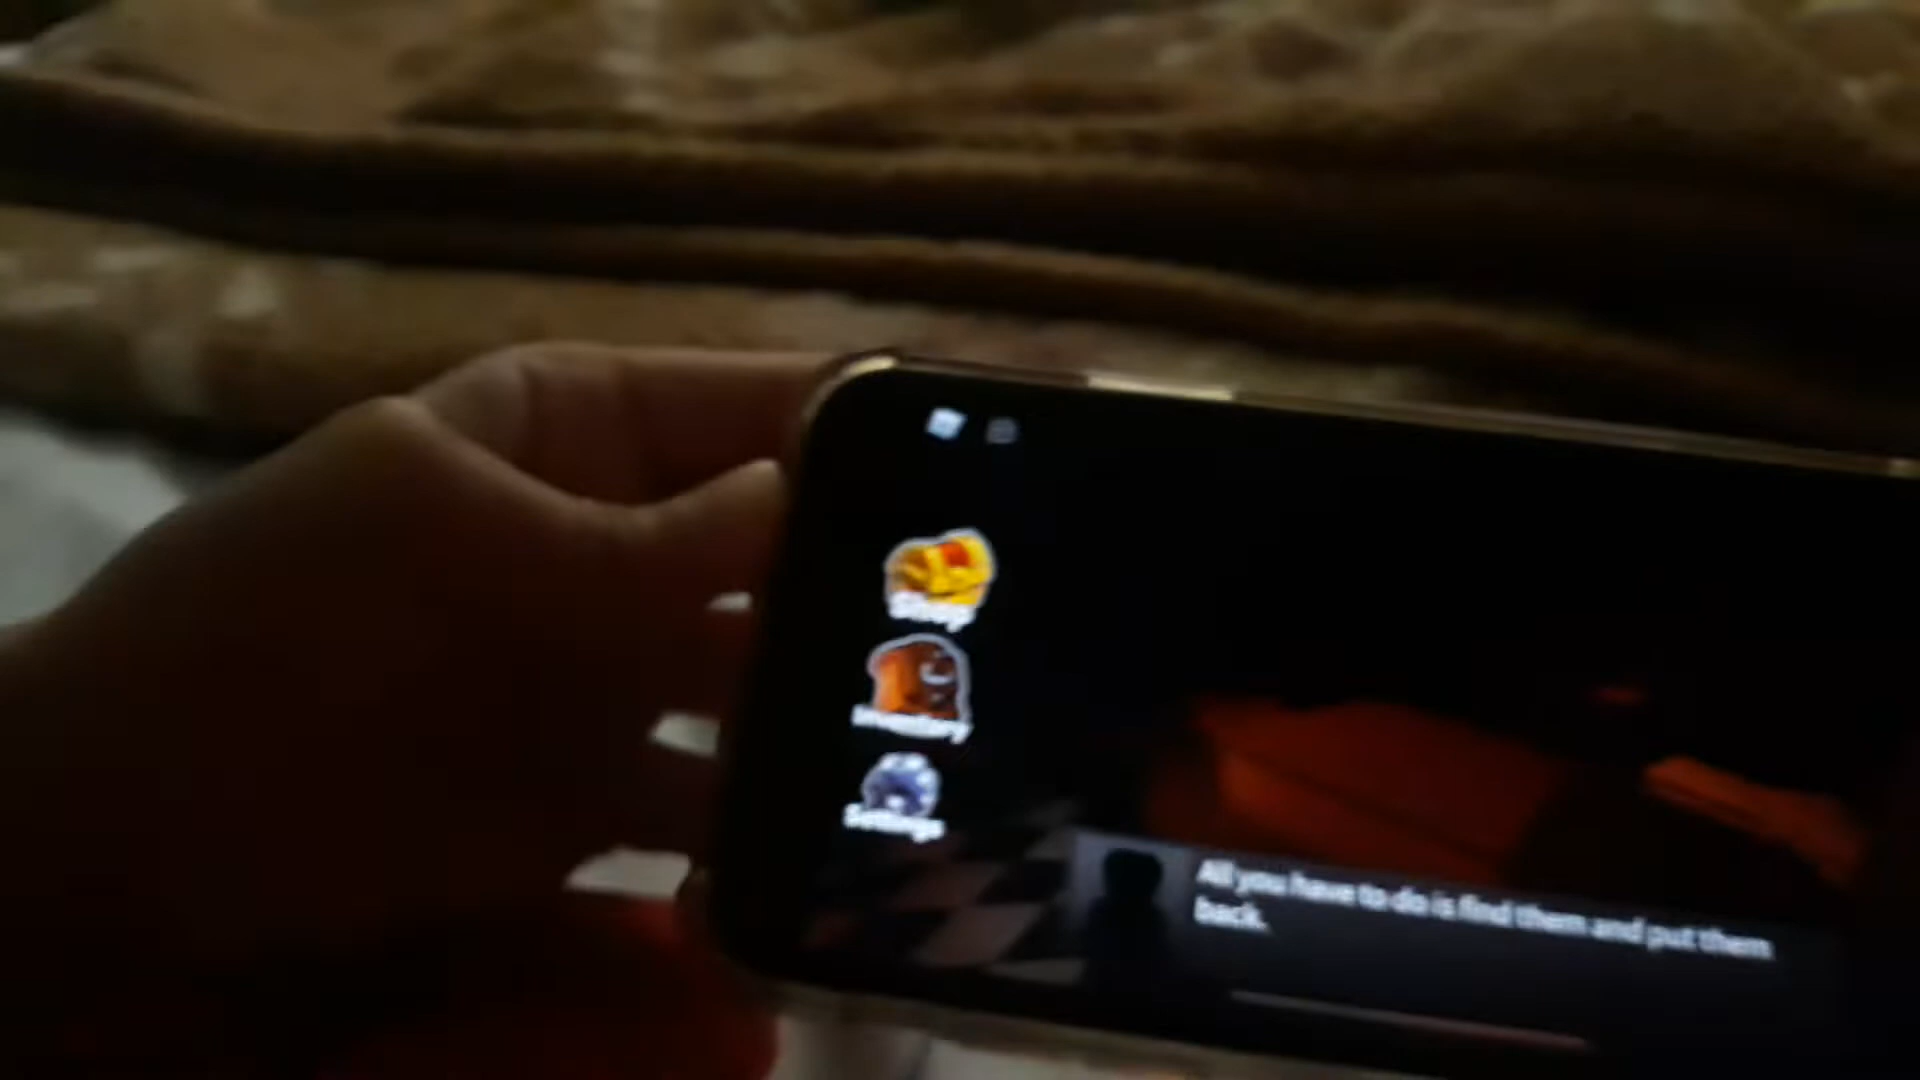 Shop
Inventory
Settings
All you have to do is find them and put them
back.